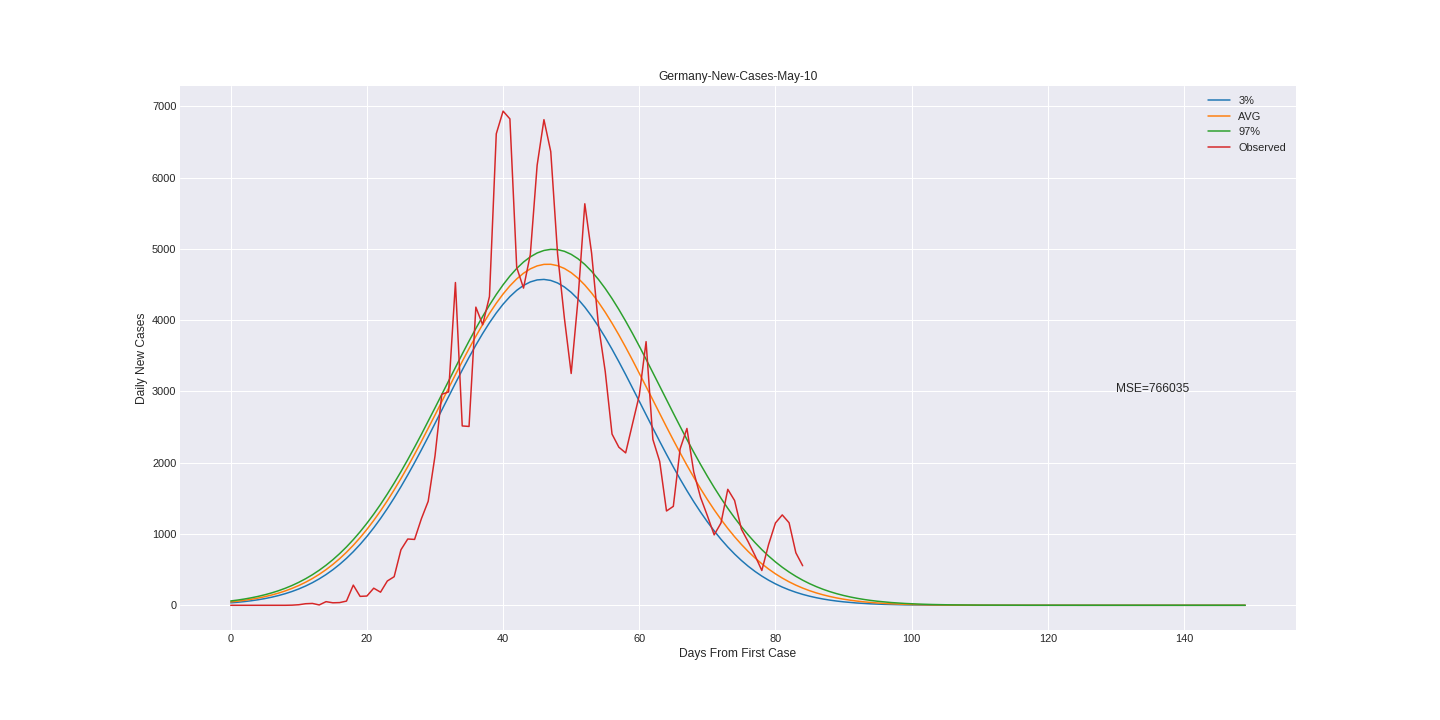 Germany-New-Cases-May-10
3%
AVG
97%
Observed
7000
6000
5000
4000
3000
2000
1000
0
Daily New Cases
MSE=766035
0 20 40 60 80 100 120 140
Days From First Case